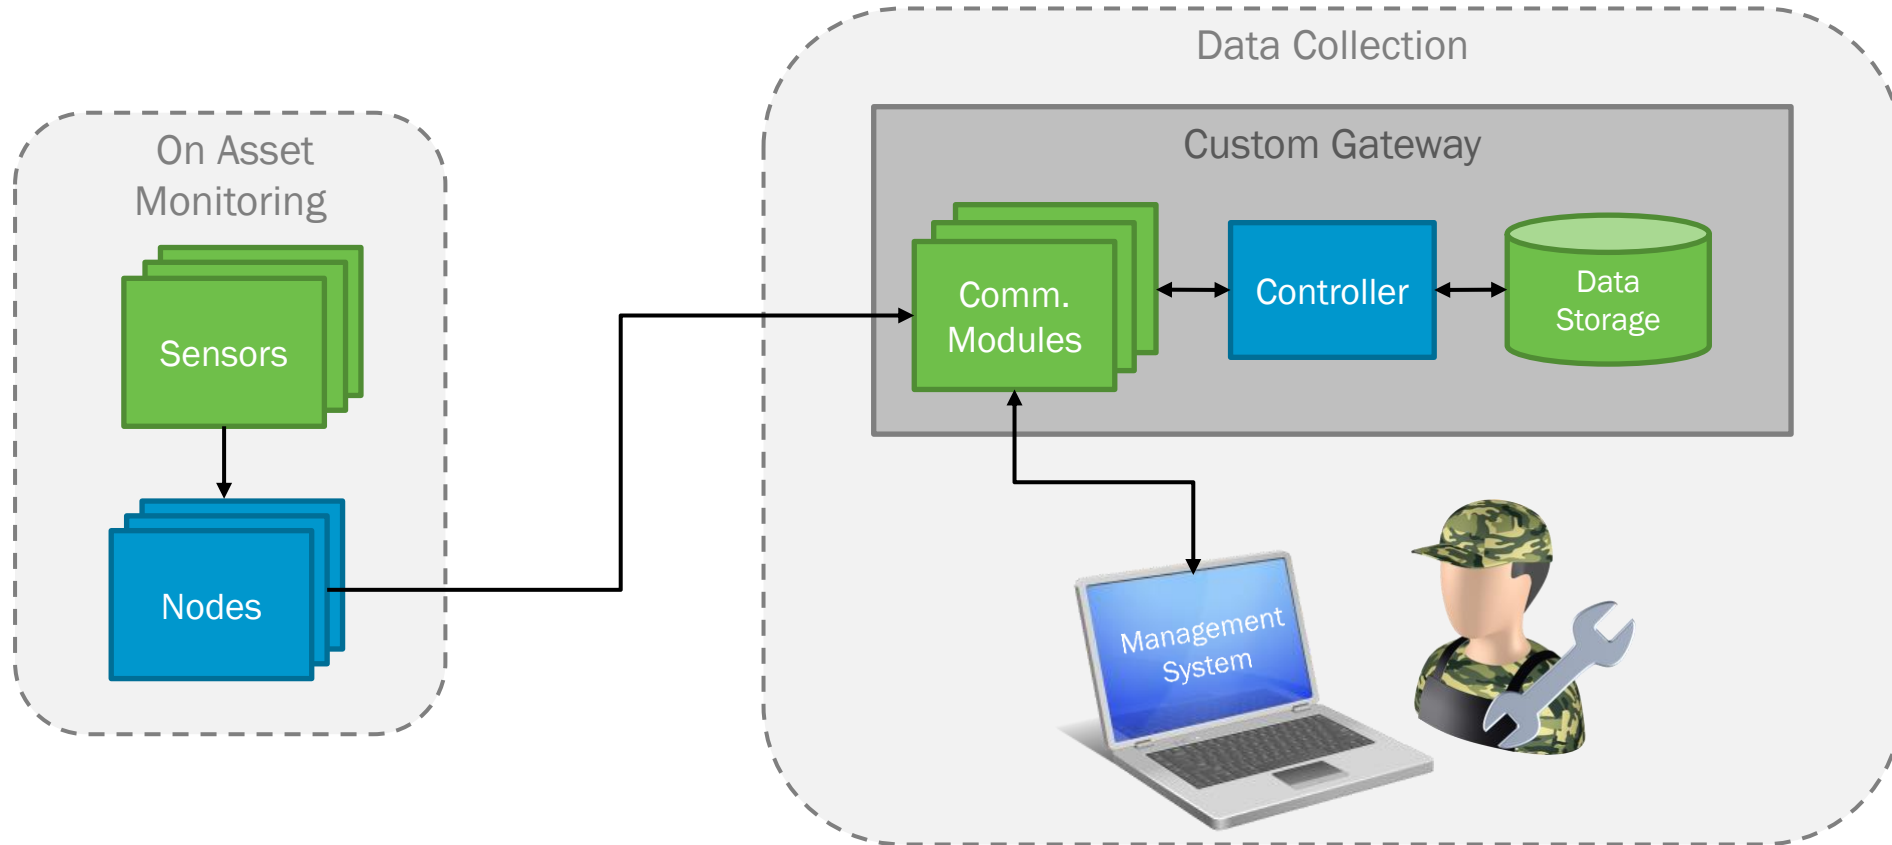 Data Collection
On Asset
Monitoring
Custom Gateway
Sensors
Comm.
Modules
Controller
Data
Storage
Nodes
Management
System